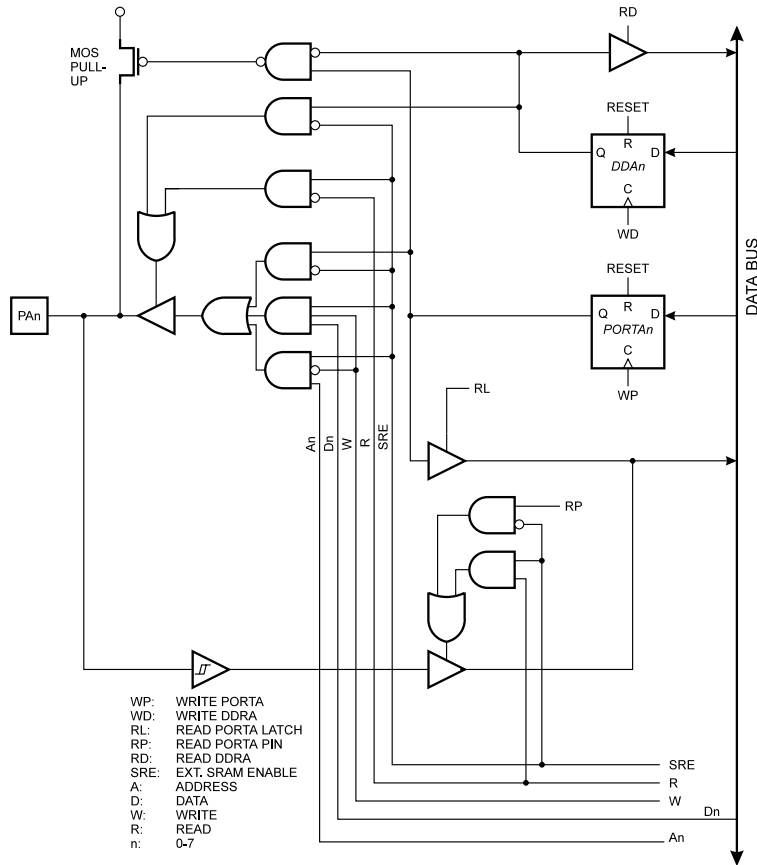 RD
MOS
PULL-
UP
RESET
R
Q
D
DDAn
C
WD
RESET
R
Q
D
PORTAn
C
WP
DATA BUS
PAn
RL
An
Dn
W
R
SRE
RP
WP: WRITE PORTA
WD: WRITE DDRA
RL: READ PORTA LATCH
RP: READ PORTA PIN
RD: READ DDRA
SRE: EXT. SRAM ENABLE
A: ADDRESS
D: DATA
W: WRITE
R: READ
n: 0-7
SRE
R
W
Dn
An